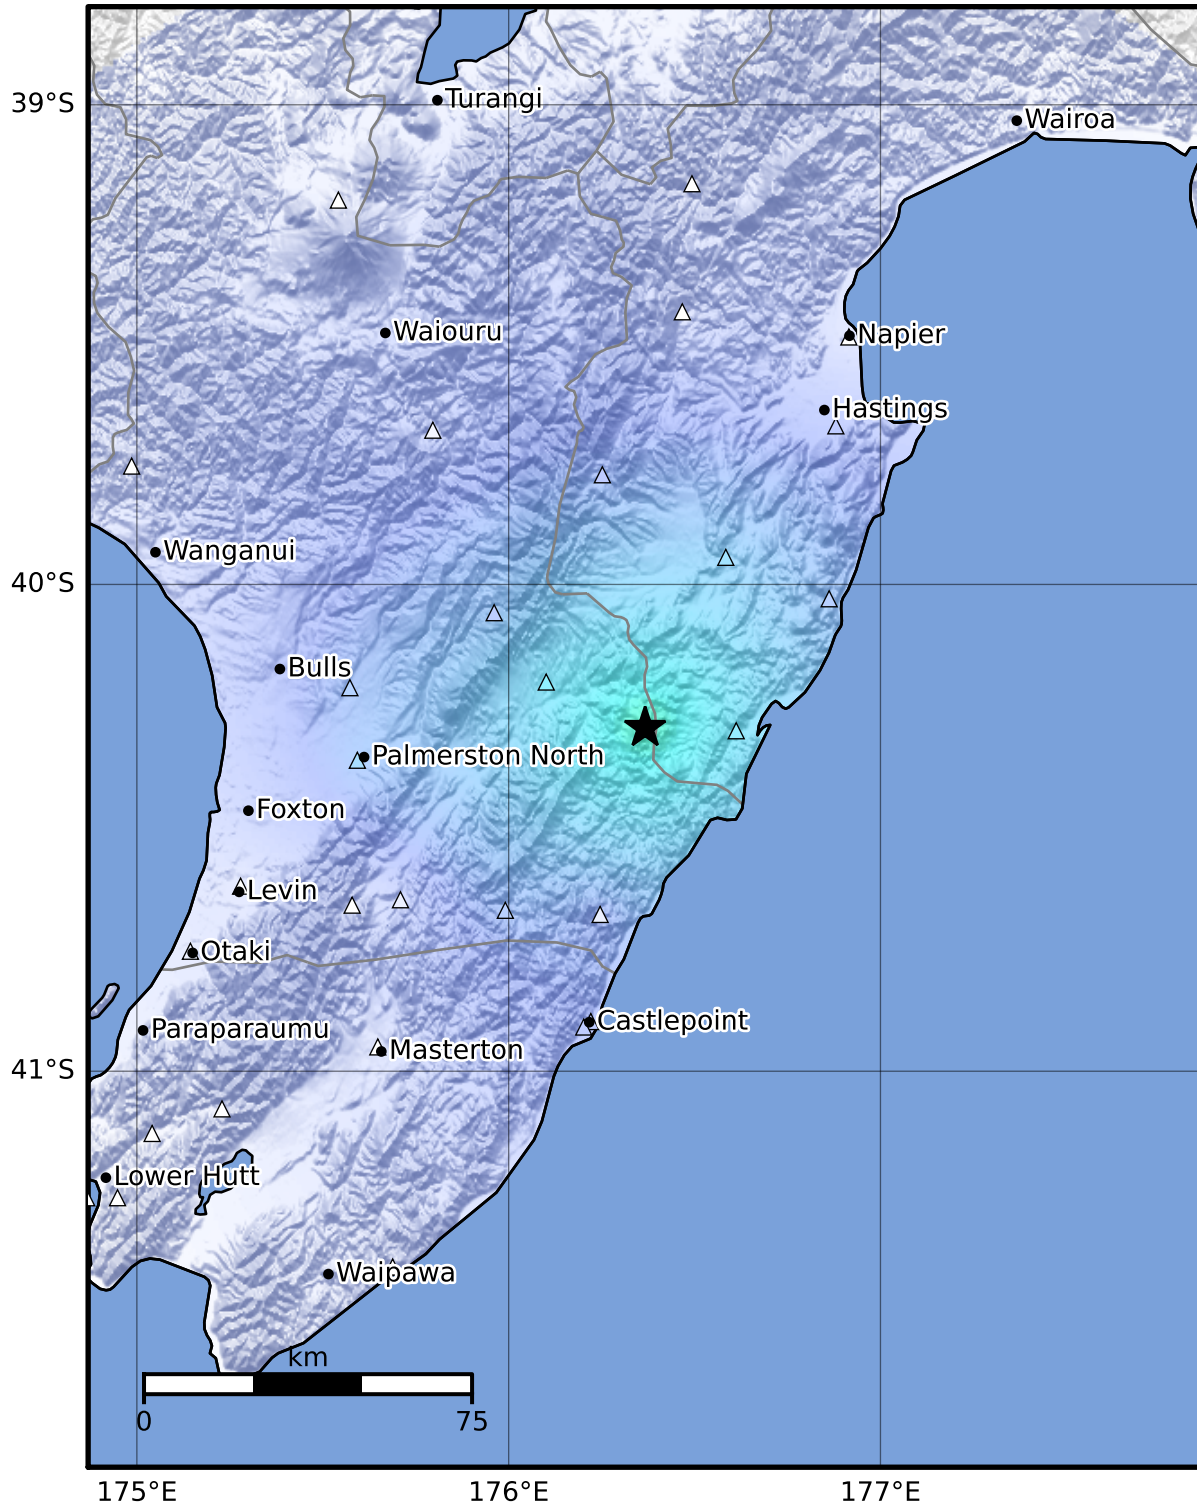 Turangi
39°S
Wairoa
Waiouru
Napier
Hastings
Wanganui
40°S
Bulls
Palmerston North
Foxton
Levin
Otaki
Castlepoint
Paraparaumu
Masterton
41°S
Lower Hutt
Waipawa
km
0 75
175°E 176°E 177°E